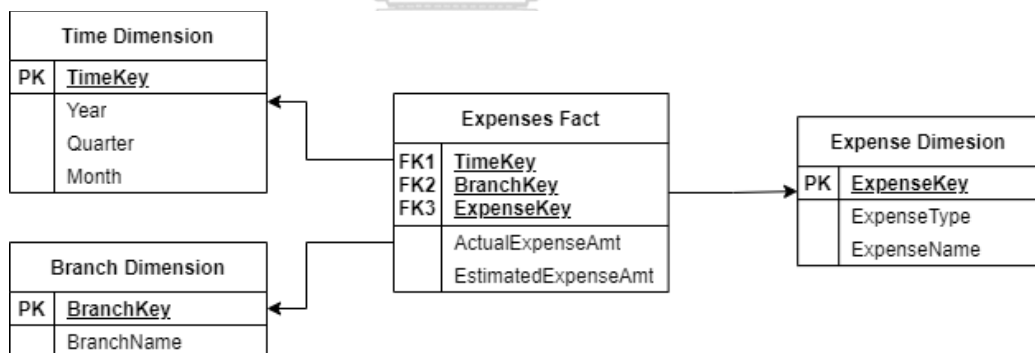 Time Dimension
PK TimeKey
Year
Quarter
Month
Branch Dimension
PK BranchKey
BranchName
Expenses Fact
FK1 TimeKey
FK2 BranchKey
FK3 ExpenseKey
ActualExpenseAmt
EstimatedExpenseAmt
Expense Dimesion
PK ExpenseKey
ExpenseType
ExpenseName